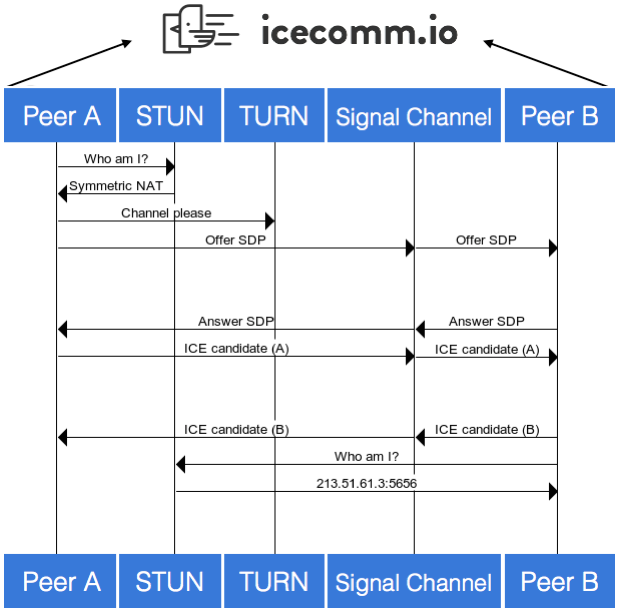 icecomm.io
Peer A STUN TURN Signal Channel Peer B
Who am I?
Symmetric NAT
Channel please
Offer SDP Offer SDP
Answer SDP Answer SDP
ICE candidate (A) ICE candidate (A)
ICE candidate (B) ICE candidate (B)
Who am I?
213.51.61.3:5656
Peer A STUN TURN Signal Channel Peer B